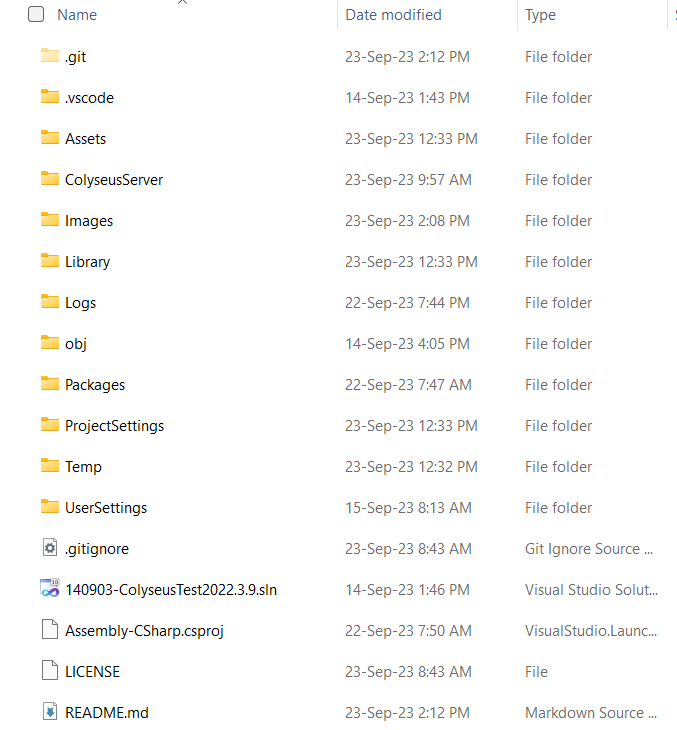 Name Date modified Type
.git 23-Sep-23 2:12 PM File folder
.vscode 14-Sep-23 1:43 PM File folder
Assets 23-Sep-23 12:33 PM File folder
ColyseusServer 23-Sep-23 9:57 AM File folder
Images 23-Sep-23 2:08 PM File folder
Library 23-Sep-23 12:33 PM File folder
Logs 22-Sep-23 7:44 PM File folder
obj 14-Sep-23 4:05 PM File folder
Packages 22-Sep-23 7:47 AM File folder
ProjectSettings 23-Sep-23 12:33 PM File folder
Temp 23-Sep-23 12:32 PM File folder
UserSettings 15-Sep-23 8:13 AM File folder
.gitignore 23-Sep-23 8:43 AM Git Ignore Source ...
140903-ColyseusTest2022.3.9.sln 14-Sep-23 1:46 PM Visual Studio Solut...
Assembly-CSharp.csproj 22-Sep-23 7:50 AM VisualStudio.Launc...
LICENSE 23-Sep-23 8:43 AM File
README.md 23-Sep-23 2:12 PM Markdown Source ...